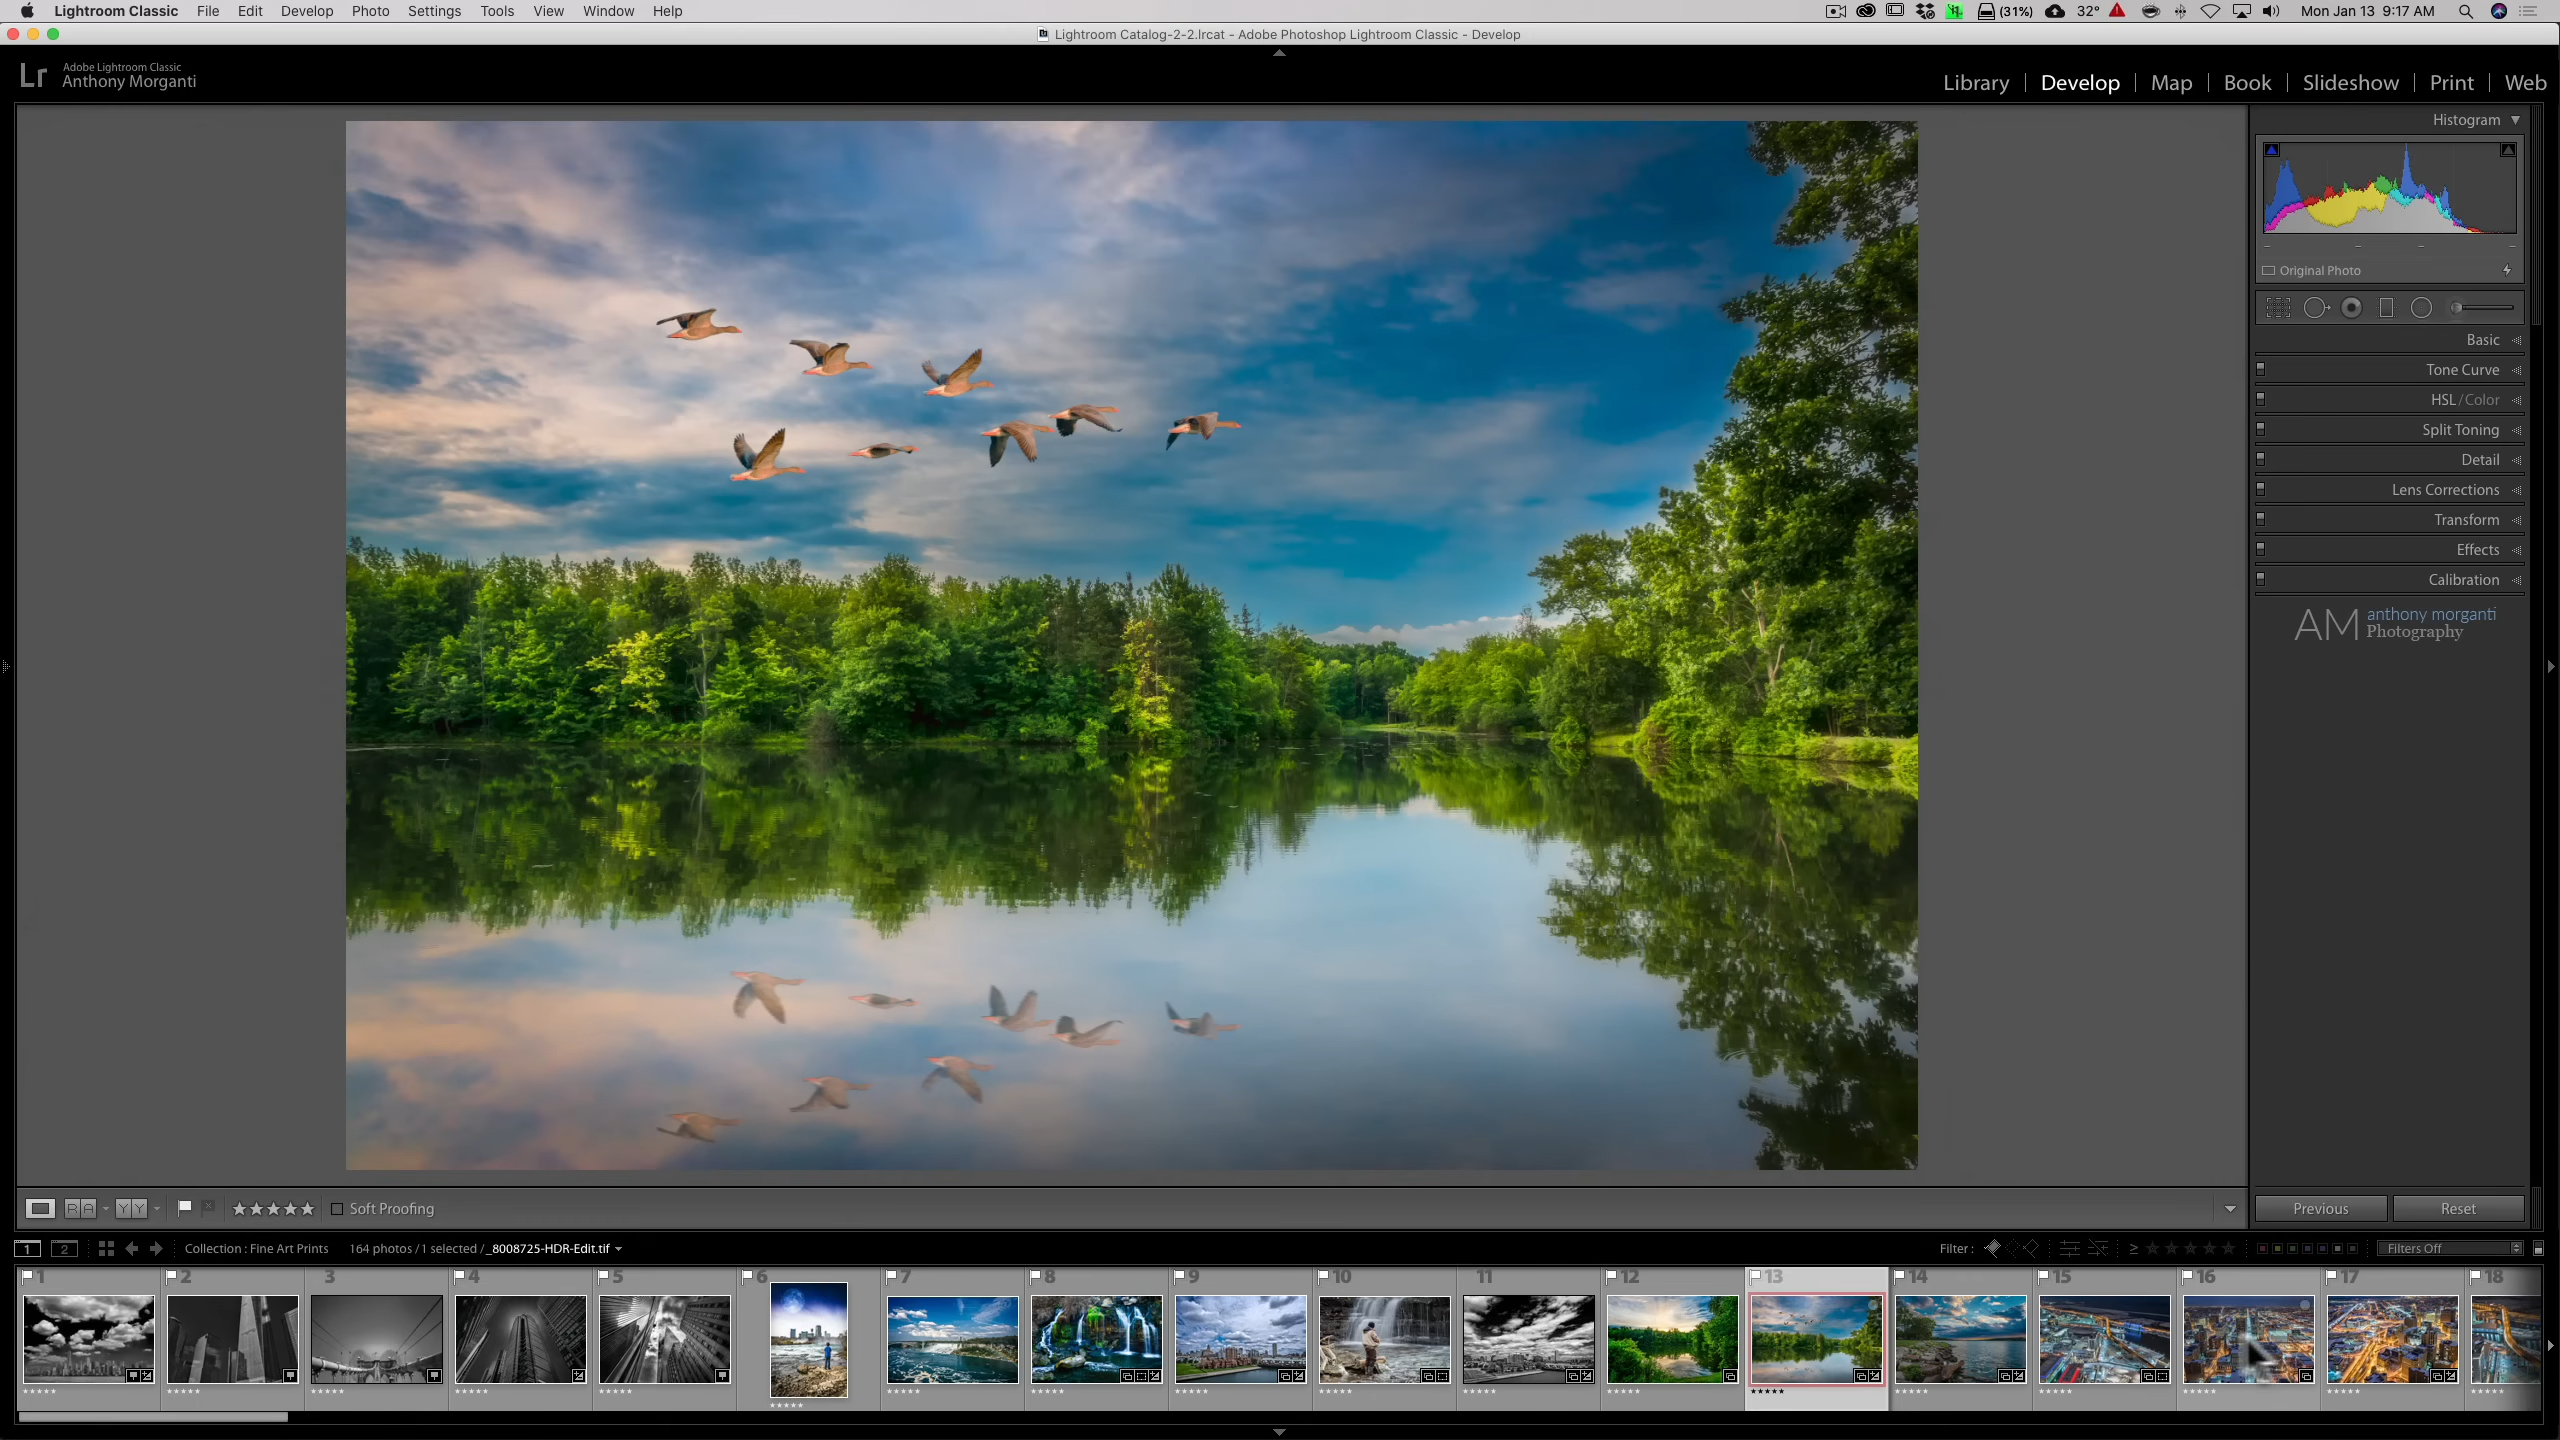 Lightroom Classic File Edit Develop Photo Settings Tools View Window Help
(31%) 32° Mon Jan 13 9:17 AM
Lightroom Catalog-2-2.lrcat - Adobe Photoshop Lightroom Classic - Develop
Lr
Adobe Lightroom Classic
Anthony Morganti
Library | Develop | Map | Book | Slideshow | Print | Web
Histogram
Original Photo
Basic
Tone Curve
HSL / Color
Split Toning
Detail
Lens Corrections
Transform
Effects
Calibration
AM anthony morganti
Photography
R A Y Y Soft Proofing
Previous Reset
1 2 Collection : Fine Art Prints 164 photos / 1 selected / _8008725-HDR-Edit.tif
Filter : ≥ Filters Off
1 2 3 4 5 6 7 8 9 10 11 12 13 14 15 16 17 18